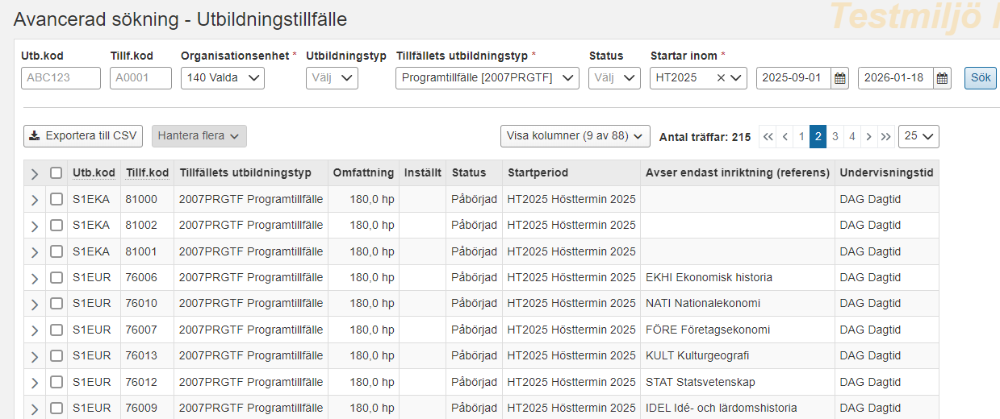 Avancerad sökning - Utbildningstillfälle
Testmiljö
Utb.kod Tillf.kod Organisationsenhet * Utbildningstyp Tillfällets utbildningstyp * Status Startar inom *
ABC123 A0001 140 Valda Välj Programtillfälle [2007PRGTF] Välj HT2025 2025-09-01 2026-01-18 Sök
Exportera till CSV Hantera flera Visa kolumner (9 av 88) Antal träffar: 215 1 2 3 4 25
Utb.kod Tillf.kod Tillfällets utbildningstyp Omfattning Inställt Status Startperiod Avser endast inriktning (referens) Undervisningstid
S1EKA 81000 2007PRGTF Programtillfälle 180,0 hp Påbörjad HT2025 Hösttermin 2025 DAG Dagtid
S1EKA 81002 2007PRGTF Programtillfälle 180,0 hp Påbörjad HT2025 Hösttermin 2025 DAG Dagtid
S1EKA 81001 2007PRGTF Programtillfälle 180,0 hp Påbörjad HT2025 Hösttermin 2025 DAG Dagtid
S1EUR 76006 2007PRGTF Programtillfälle 180,0 hp Påbörjad HT2025 Hösttermin 2025 EKHI Ekonomisk historia DAG Dagtid
S1EUR 76010 2007PRGTF Programtillfälle 180,0 hp Påbörjad HT2025 Hösttermin 2025 NATI Nationalekonomi DAG Dagtid
S1EUR 76007 2007PRGTF Programtillfälle 180,0 hp Påbörjad HT2025 Hösttermin 2025 FÖRE Företagsekonomi DAG Dagtid
S1EUR 76013 2007PRGTF Programtillfälle 180,0 hp Påbörjad HT2025 Hösttermin 2025 KULT Kulturgeografi DAG Dagtid
S1EUR 76012 2007PRGTF Programtillfälle 180,0 hp Påbörjad HT2025 Hösttermin 2025 STAT Statsvetenskap DAG Dagtid
S1EUR 76009 2007PRGTF Programtillfälle 180,0 hp Påbörjad HT2025 Hösttermin 2025 IDEL Idé- och lärdomshistoria DAG Dagtid